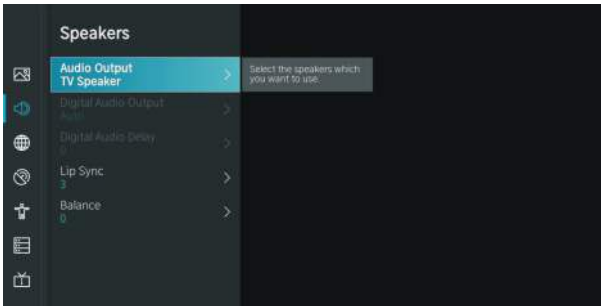 Speakers
Audio Output
TV Speaker
Select the speakers which
you want to use.
Digital Audio Output
Auto
Digital Audio Delay
0
Lip Sync
3
Balance
0